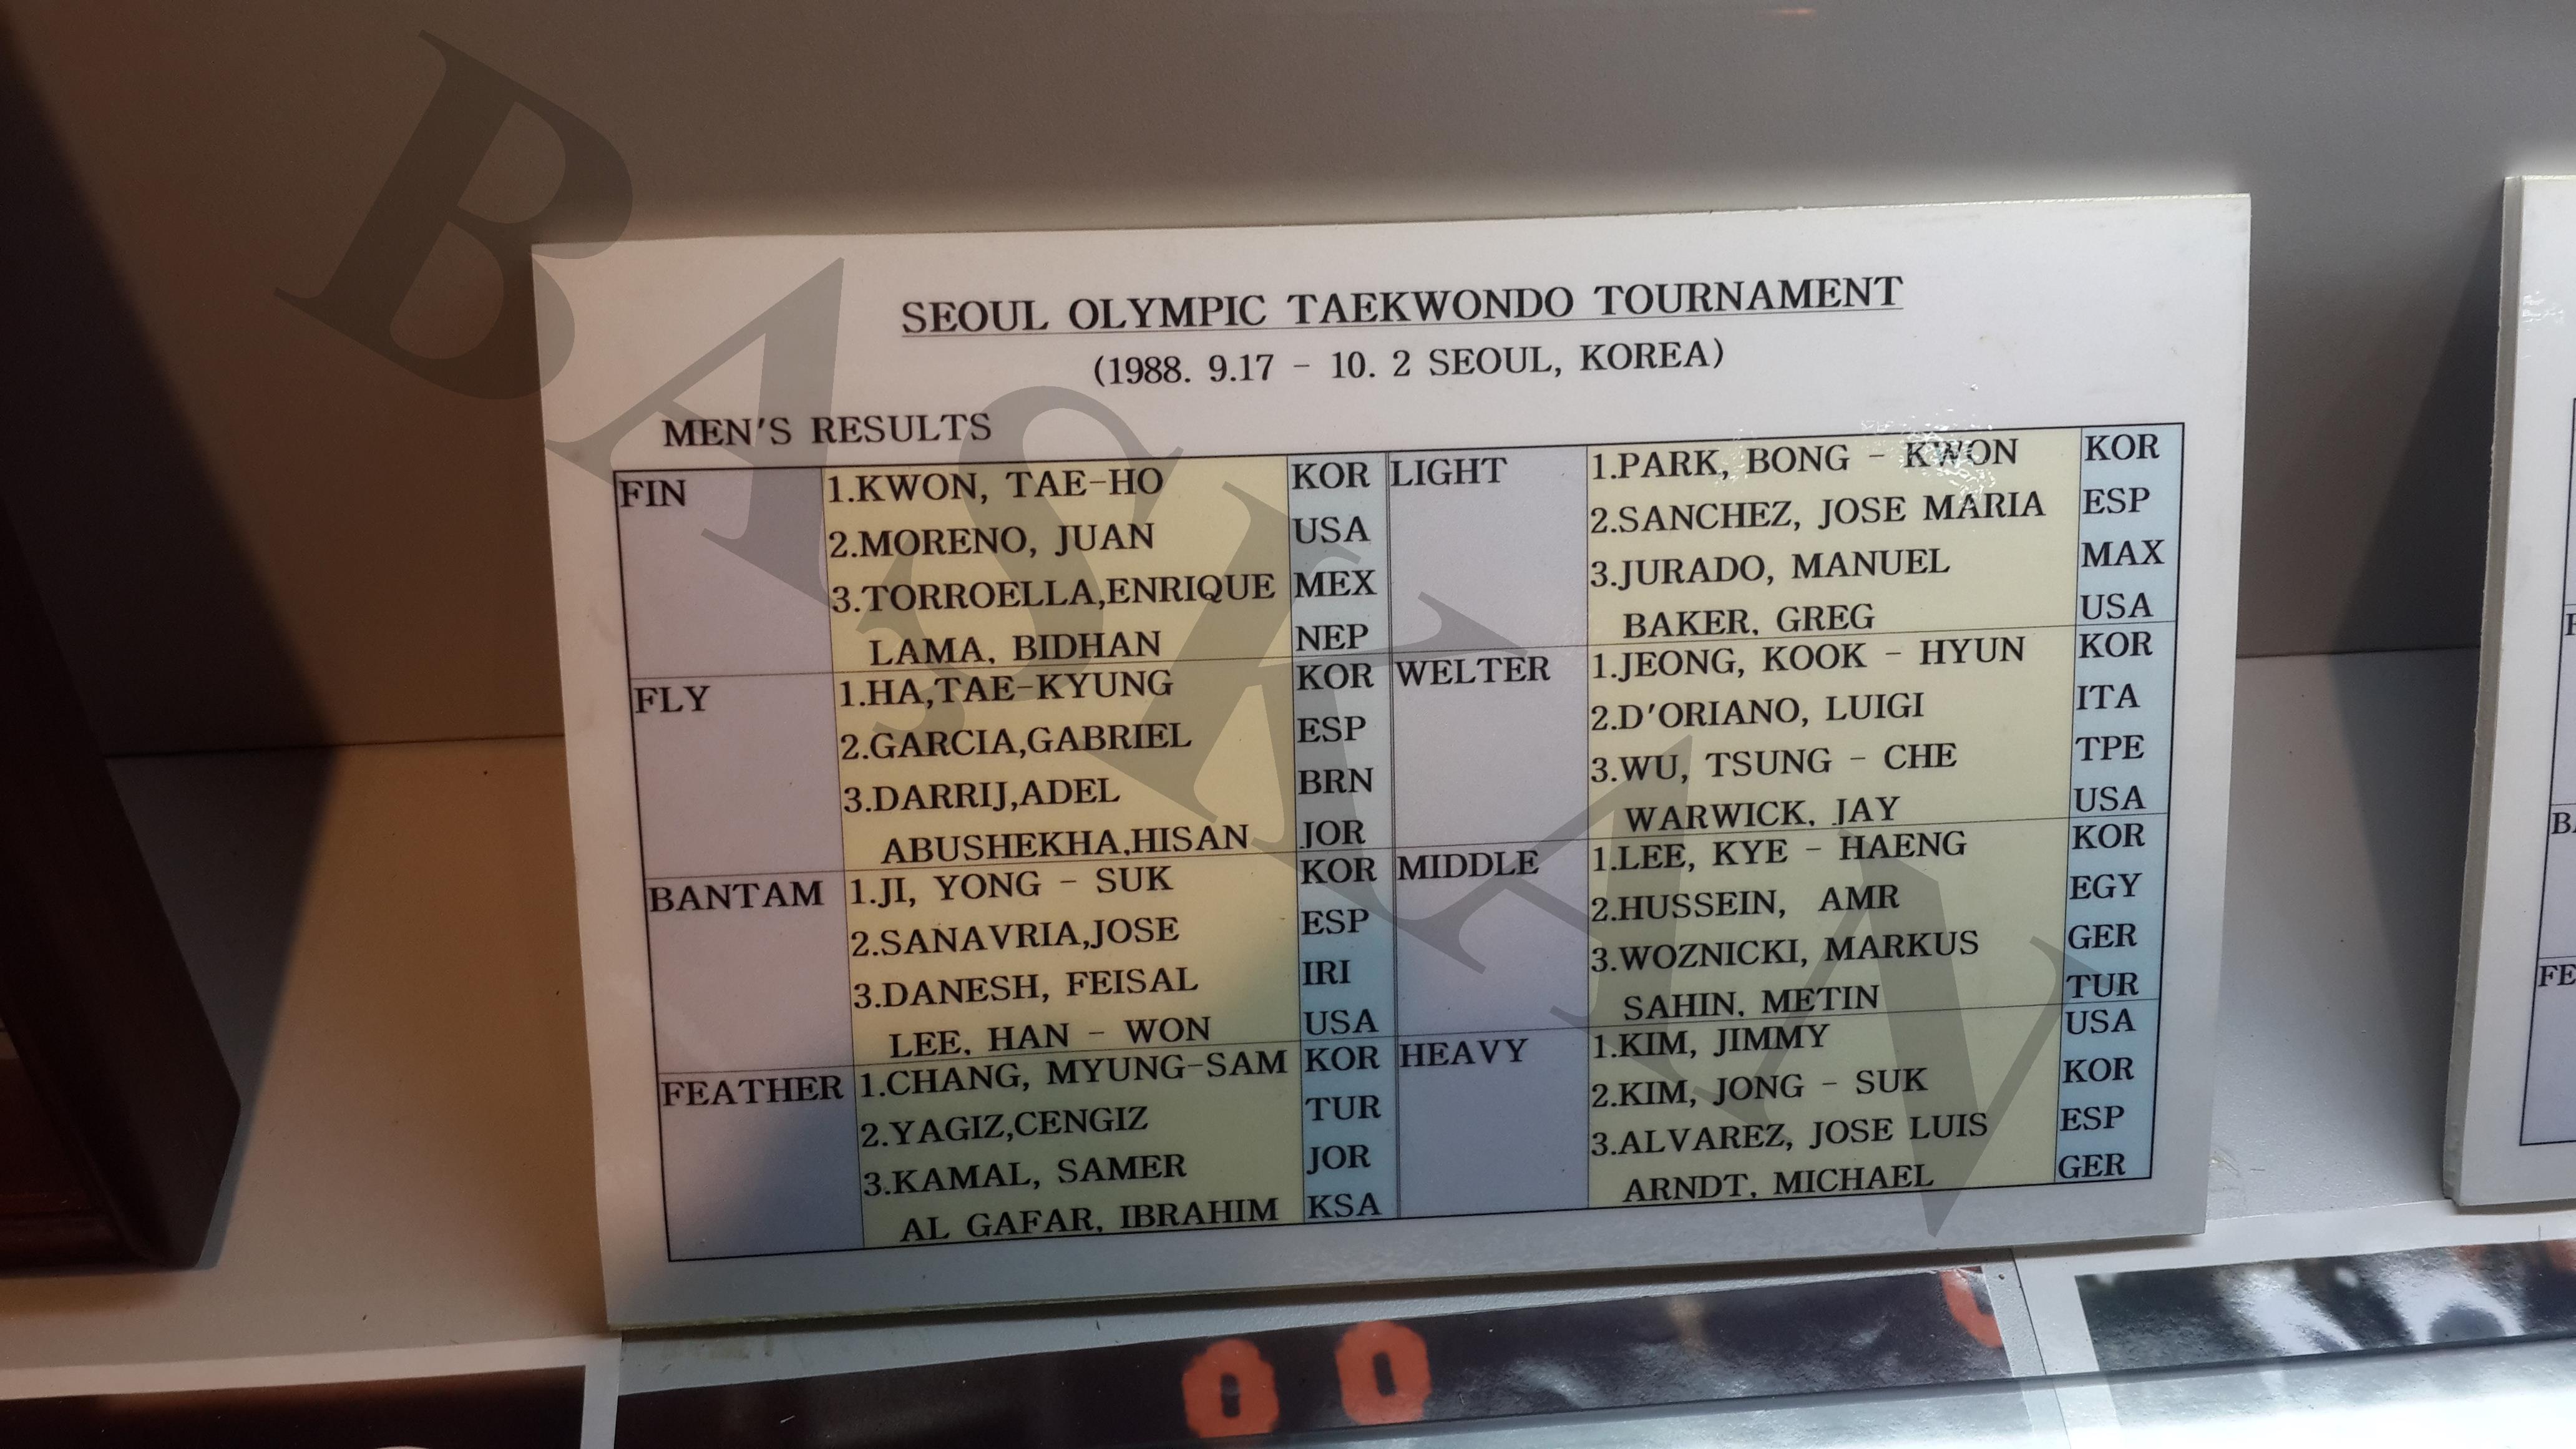 SEOUL OLYMPIC TAEKWONDO TOURNAMENT
(1988. 9.17 - 10. 2 SEOUL, KOREA)
MEN'S RESULTS
FIN 1.KWON, TAE-HO KOR
2.MORENO, JUAN USA
3.TORROELLA,ENRIQUE MEX
LAMA, BIDHAN NEP
FLY 1.HA,TAE-KYUNG KOR
2.GARCIA,GABRIEL ESP
3.DARRIJ,ADEL BRN
ABUSHEKHA,HISAN JOR
BANTAM 1.JI, YONG - SUK KOR
2.SANAVRIA,JOSE ESP
3.DANESH, FEISAL IRI
LEE, HAN - WON USA
FEATHER 1.CHANG, MYUNG-SAM KOR
2.YAGIZ,CENGIZ TUR
3.KAMAL, SAMER JOR
AL GAFAR, IBRAHIM KSA
LIGHT 1.PARK, BONG - KWON KOR
2.SANCHEZ, JOSE MARIA ESP
3.JURADO, MANUEL MAX
BAKER, GREG USA
WELTER 1.JEONG, KOOK - HYUN KOR
2.D'ORIANO, LUIGI ITA
3.WU, TSUNG - CHE TPE
WARWICK, JAY USA
MIDDLE 1.LEE, KYE - HAENG KOR
2.HUSSEIN, AMR EGY
3.WOZNICKI, MARKUS GER
SAHIN, METIN TUR
HEAVY 1.KIM, JIMMY USA
2.KIM, JONG - SUK KOR
3.ALVAREZ, JOSE LUIS ESP
ARNDT, MICHAEL GER
BASKAN